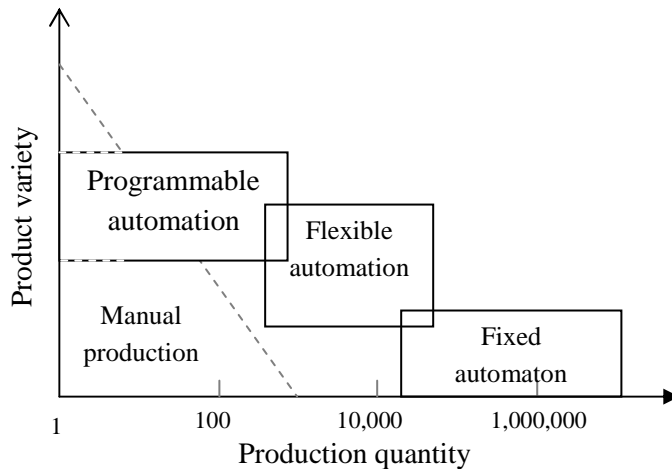 Product variety
Programmable
automation
Flexible
automation
Manual
production
Fixed
automaton
1
100
10,000
1,000,000
Production quantity